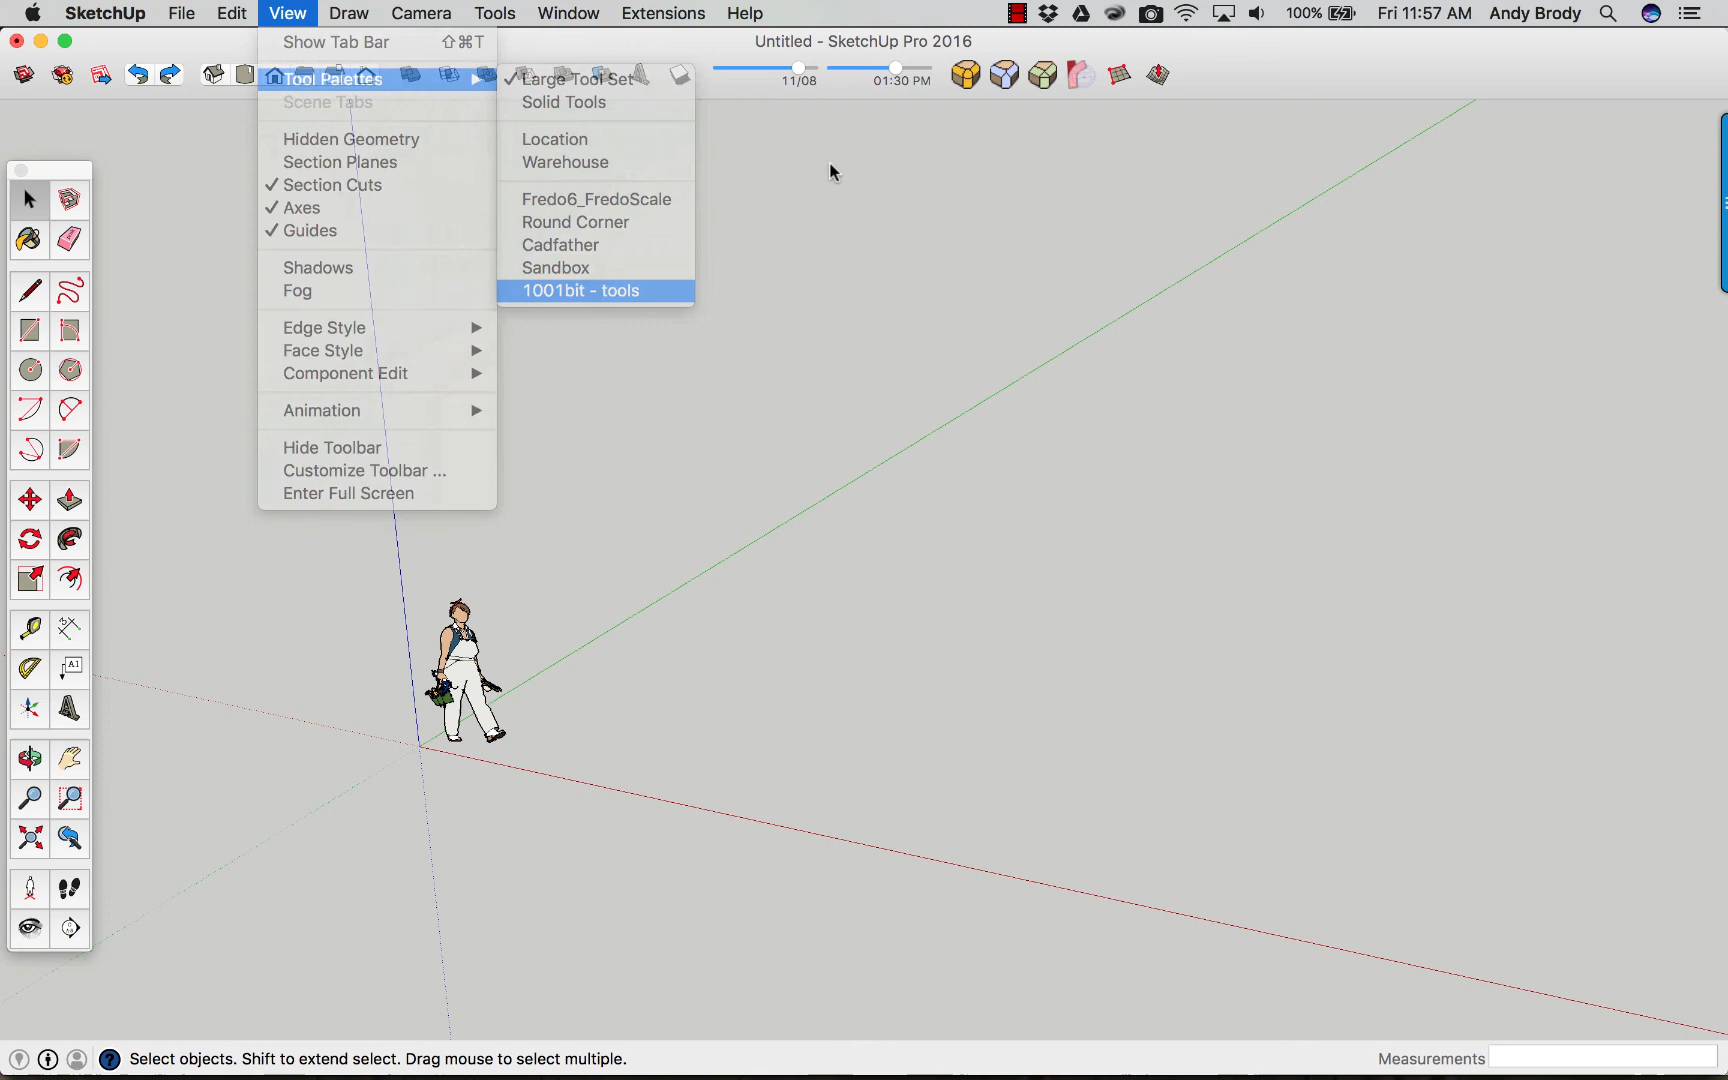 SketchUp File Edit View Draw Camera Tools Window Extensions Help 100% Fri 11:57 AM Andy Brody
Untitled - SketchUp Pro 2016
Show Tab Bar ⇧⌘T
Tool Palettes
Scene Tabs
Hidden Geometry
Section Planes
✓ Section Cuts
✓ Axes
✓ Guides
Shadows
Fog
Edge Style
Face Style
Component Edit
Animation
Hide Toolbar
Customize Toolbar ...
Enter Full Screen
✓ Large Tool Set
Solid Tools
Location
Warehouse
Fredo6_FredoScale
Round Corner
Cadfather
Sandbox
1001bit - tools
11/08 01:30 PM
A1
Select objects. Shift to extend select. Drag mouse to select multiple.
Measurements